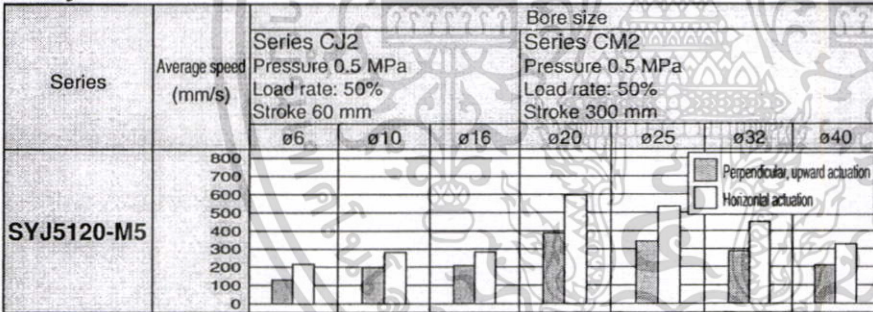 Bore size
Series
Average speed
(mm/s)
Series CJ2
Pressure 0.5 MPa
Load rate: 50%
Stroke 60 mm
Series CM2
Pressure 0.5 MPa
Load rate: 50%
Stroke 300 mm
ø6 ø10 ø16 ø20 ø25 ø32 ø40
SYJ5120-M5
800
700
600
500
400
300
200
100
0
Perpendicular, upward actuation
Horizontal actuation